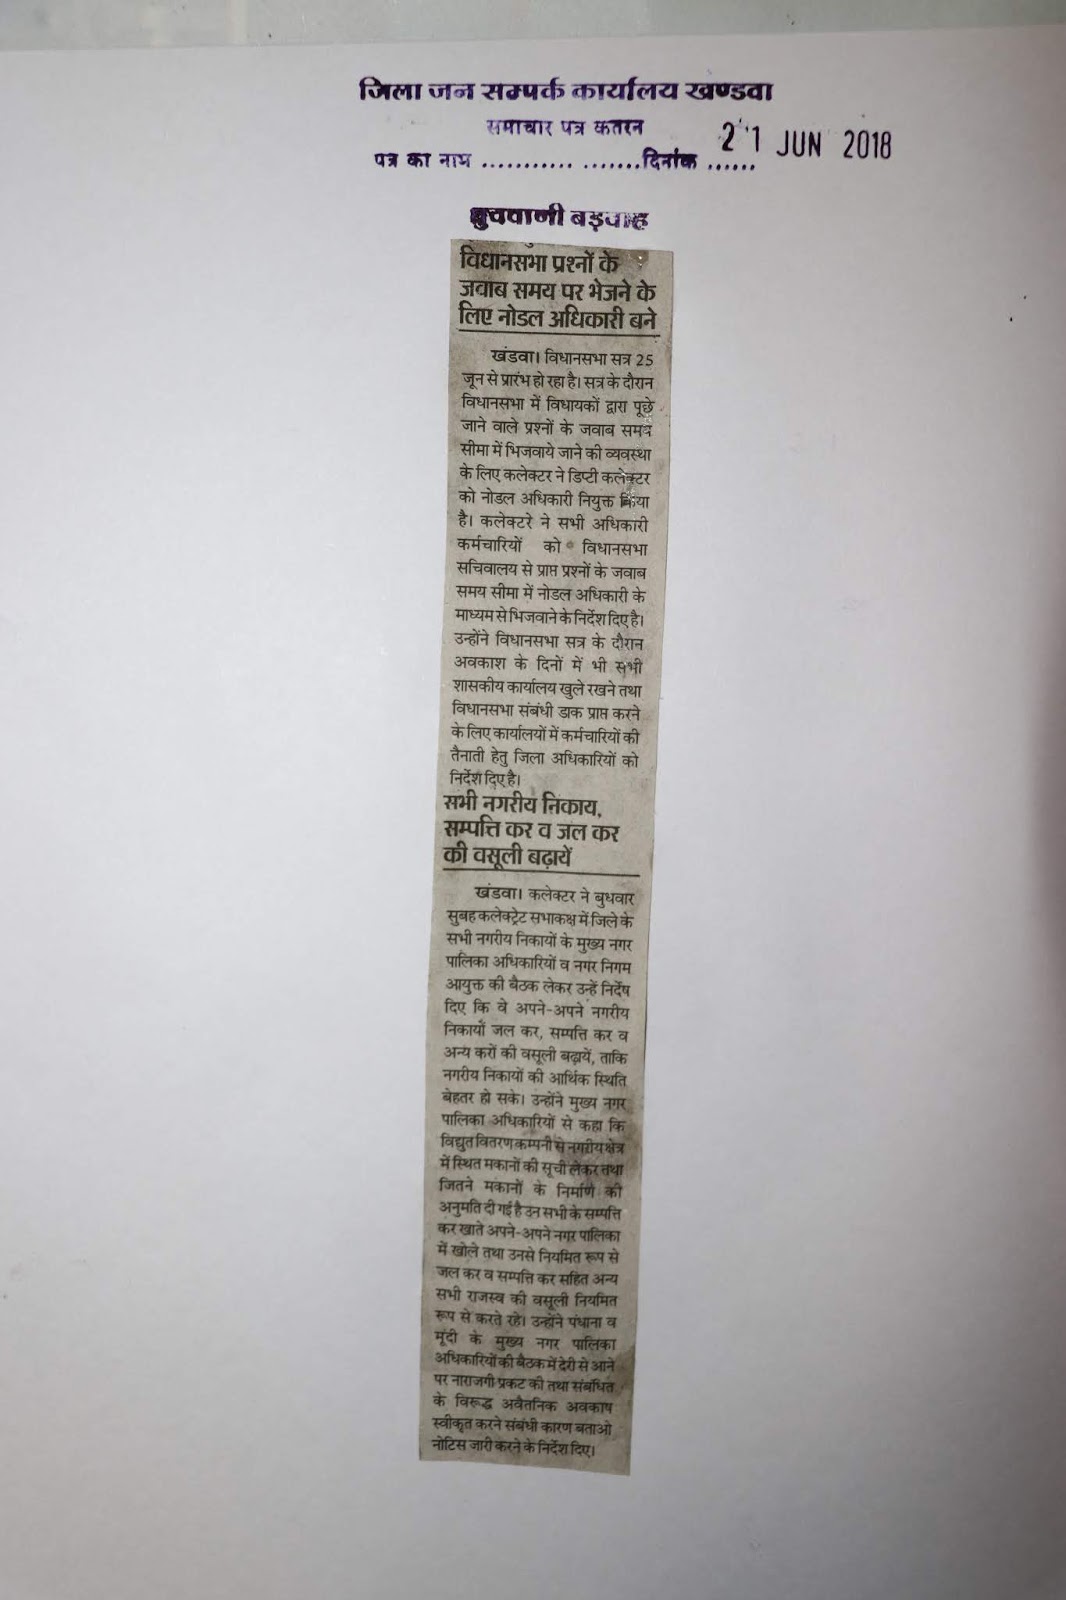 जिला जन सम्पर्क कार्यालय खण्डवा
समाचार पत्र कतरन
पत्र का नाम ........... .......दिनांक ......
21 JUN 2018
ध्रुववाणी बड़वाह
विधानसभा प्रश्नों के
जवाब समय पर भेजने के
लिए नोडल अधिकारी बने
खंडवा। विधानसभा सत्र 25
जून से प्रारंभ हो रहा है। सत्र के दौरान
विधानसभा में विधायकों द्वारा पूछे
जाने वाले प्रश्नों के जवाब समय
सीमा में भिजवाये जाने की व्यवस्था
के लिए कलेक्टर ने डिप्टी कलेक्टर
को नोडल अधिकारी नियुक्त किया
है। कलेक्टरे ने सभी अधिकारी
कर्मचारियों को विधानसभा
सचिवालय से प्राप्त प्रश्नों के जवाब
समय सीमा में नोडल अधिकारी के
माध्यम से भिजवाने के निर्देश दिए है।
उन्होंने विधानसभा सत्र के दौरान
अवकाश के दिनों में भी सभी
शासकीय कार्यालय खुले रखने तथा
विधानसभा संबंधी डाक प्राप्त करने
के लिए कार्यालयों में कर्मचारियों की
तैनाती हेतु जिला अधिकारियों को
निर्देश दिए है।
सभी नगरीय निकाय,
सम्पत्ति कर व जल कर
की वसूली बढ़ायें
खंडवा। कलेक्टर ने बुधवार
सुबह कलेक्ट्रेट सभाकक्ष में जिले के
सभी नगरीय निकायों के मुख्य नगर
पालिका अधिकारियों व नगर निगम
आयुक्त की बैठक लेकर उन्हें निर्देष
दिए कि वे अपने-अपने नगरीय
निकायों जल कर, सम्पत्ति कर व
अन्य करों की वसूली बढ़ायें, ताकि
नगरीय निकायों की आर्थिक स्थिति
बेहतर हो सके। उन्होंने मुख्य नगर
पालिका अधिकारियों से कहा कि
विद्युत वितरण कम्पनी से नगरीय क्षेत्र
में स्थित मकानों की सूची लेकर तथा
जितने मकानों के निर्माण की
अनुमति दी गई है उन सभी के सम्पत्ति
कर खाते अपने-अपने नगर पालिका
में खोले तथा उनसे नियमित रूप से
जल कर व सम्पत्ति कर सहित अन्य
सभी राजस्व की वसूली नियमित
रूप से करते रहे। उन्होंने पंधाना व
मूंदी के मुख्य नगर पालिका
अधिकारियों की बैठक में देरी से आने
पर नाराजगी प्रकट की तथा संबंधित
के विरूद्ध अवैतनिक अवकाष
स्वीकृत करने संबंधी कारण बताओ
नोटिस जारी करने के निर्देश दिए।